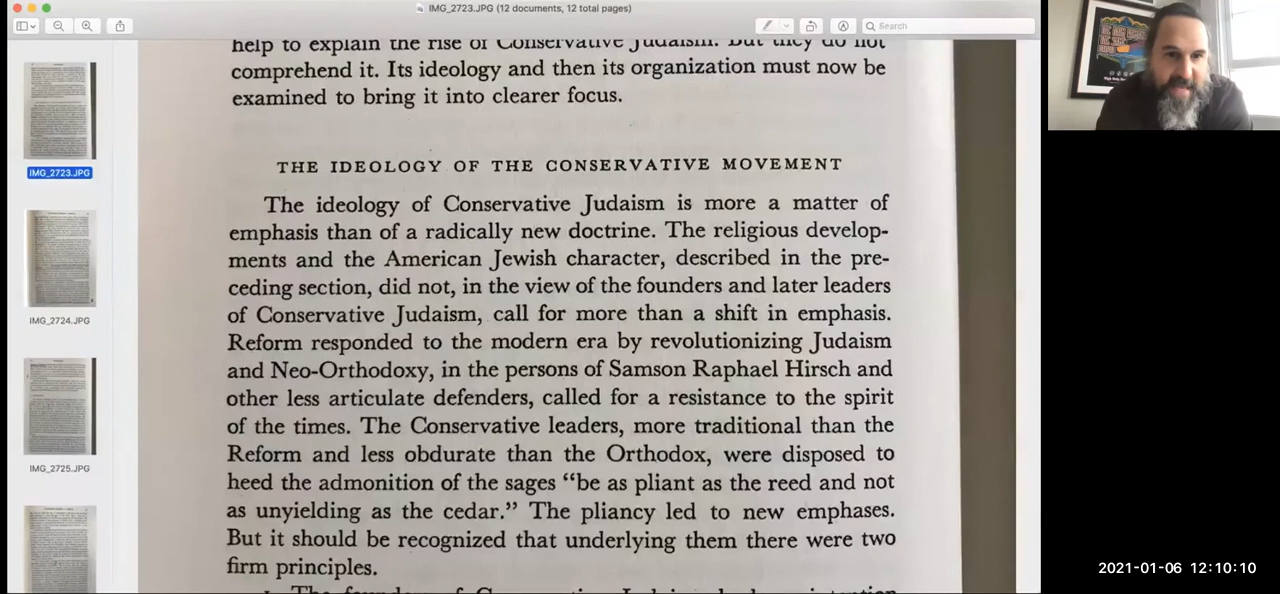 IMG_2723.JPG (12 documents, 12 total pages)
Search
help to explain the rise of Conservative Judaism. But they do not
comprehend it. Its ideology and then its organization must now be
examined to bring it into clearer focus.
THE IDEOLOGY OF THE CONSERVATIVE MOVEMENT
The ideology of Conservative Judaism is more a matter of
emphasis than of a radically new doctrine. The religious develop-
ments and the American Jewish character, described in the pre-
ceding section, did not, in the view of the founders and later leaders
of Conservative Judaism, call for more than a shift in emphasis.
Reform responded to the modern era by revolutionizing Judaism
and Neo-Orthodoxy, in the persons of Samson Raphael Hirsch and
other less articulate defenders, called for a resistance to the spirit
of the times. The Conservative leaders, more traditional than the
Reform and less obdurate than the Orthodox, were disposed to
heed the admonition of the sages “be as pliant as the reed and not
as unyielding as the cedar.” The pliancy led to new emphases.
But it should be recognized that underlying them there were two
firm principles.
IMG_2723.JPG
IMG_2724.JPG
IMG_2725.JPG
2021-01-06 12:10:10